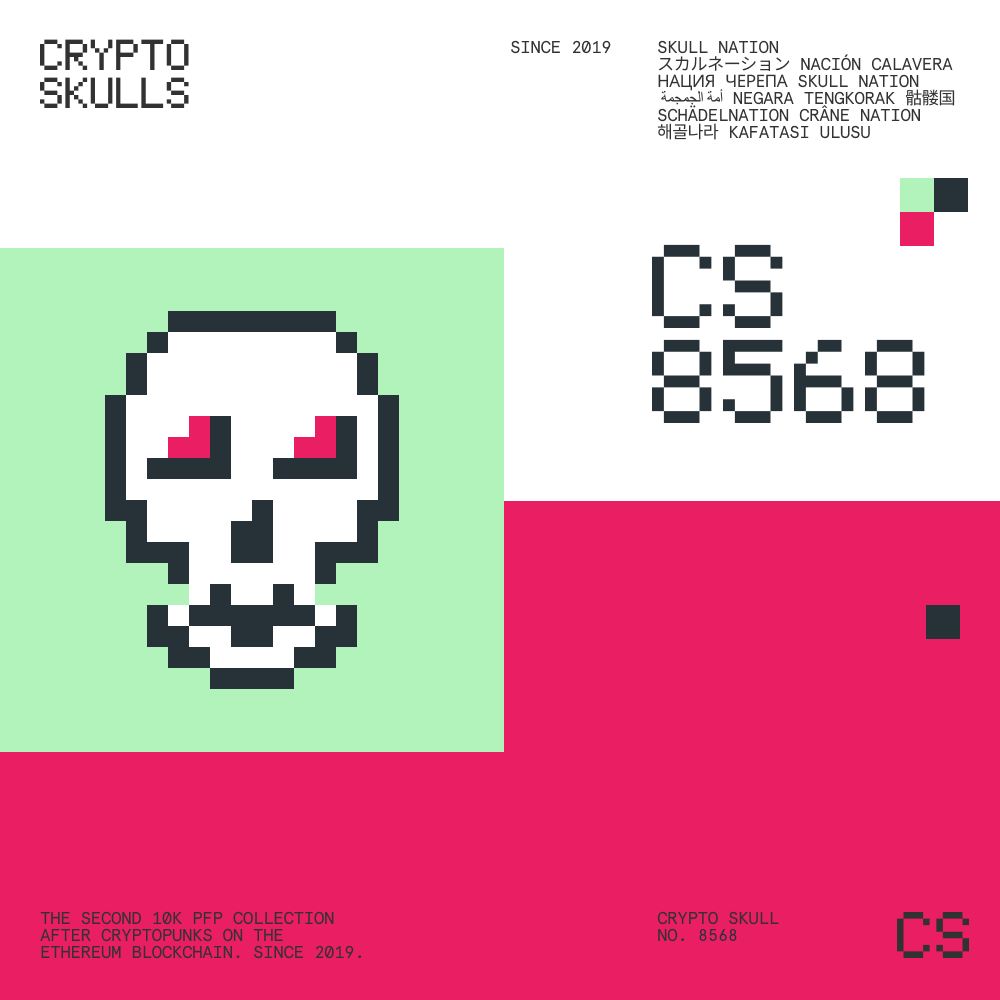 CRYPTO
SKULLS
SINCE 2019
SKULL NATION
スカルネーション NACIÓN CALAVERA
НАЦИЯ ЧЕРЕПА SKULL NATION
أمة الجمجمة NEGARA TENGKORAK 骷髅国
SCHÄDELNATION CRÂNE NATION
해골나라 KAFATASI ULUSU
CS
8568
THE SECOND 10K PFP COLLECTION
AFTER CRYPTOPUNKS ON THE
ETHEREUM BLOCKCHAIN. SINCE 2019.
CRYPTO SKULL
NO. 8568
CS